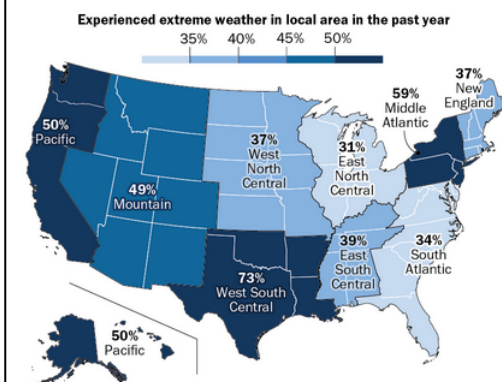 Experienced extreme weather in local area in the past year
35% 40% 45% 50%
37%
New
England
59%
Middle
Atlantic
50%
Pacific
37%
West
North
Central
31%
East
North
Central
49%
Mountain
39%
East
South
Central
34%
South
Atlantic
73%
West South
Central
50%
Pacific